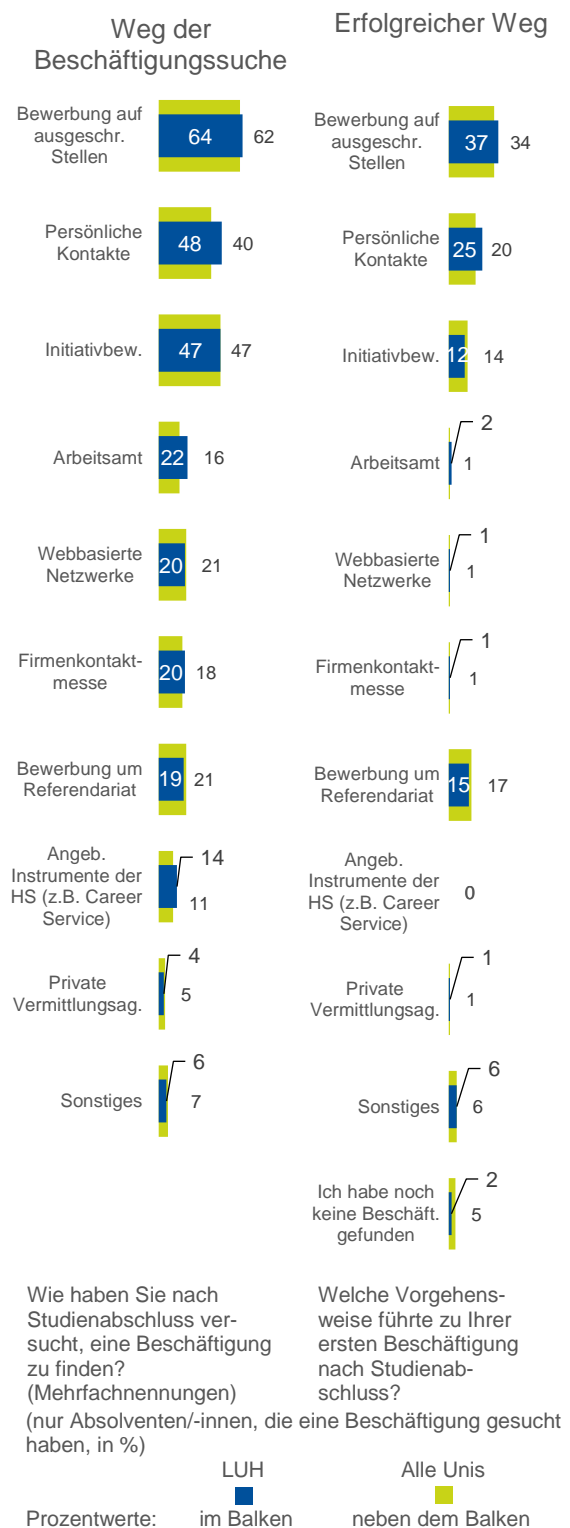 Weg der
Beschäftigungssuche
Bewerbung auf
ausgeschr.
Stellen
64
62
Persönliche
Kontakte
48
40
Initiativbew.
47
47
Arbeitsamt
22
16
Webbasierte
Netzwerke
20
21
Firmenkontakt-
messe
20
18
Bewerbung um
Referendariat
19
21
Angeb.
Instrumente der
HS (z.B. Career
Service)
14
11
Private
Vermittlungsag.
4
5
Sonstiges
6
7
Wie haben Sie nach
Studienabschluss ver-
sucht, eine Beschäftigung
zu finden?
(Mehrfachnennungen)
Erfolgreicher Weg
Bewerbung auf
ausgeschr.
Stellen
37
34
Persönliche
Kontakte
25
20
Initiativbew.
12
14
Arbeitsamt
2
1
Webbasierte
Netzwerke
1
1
Firmenkontakt-
messe
1
1
Bewerbung um
Referendariat
15
17
Angeb.
Instrumente der
HS (z.B. Career
Service)
0
Private
Vermittlungsag.
1
1
Sonstiges
6
6
Ich habe noch
keine Beschäft.
gefunden
2
5
Welche Vorgehens-
weise führte zu Ihrer
ersten Beschäftigung
nach Studienab-
schluss?
(nur Absolventen/-innen, die eine Beschäftigung gesucht
haben, in %)
LUH Alle Unis
Prozentwerte: im Balken neben dem Balken